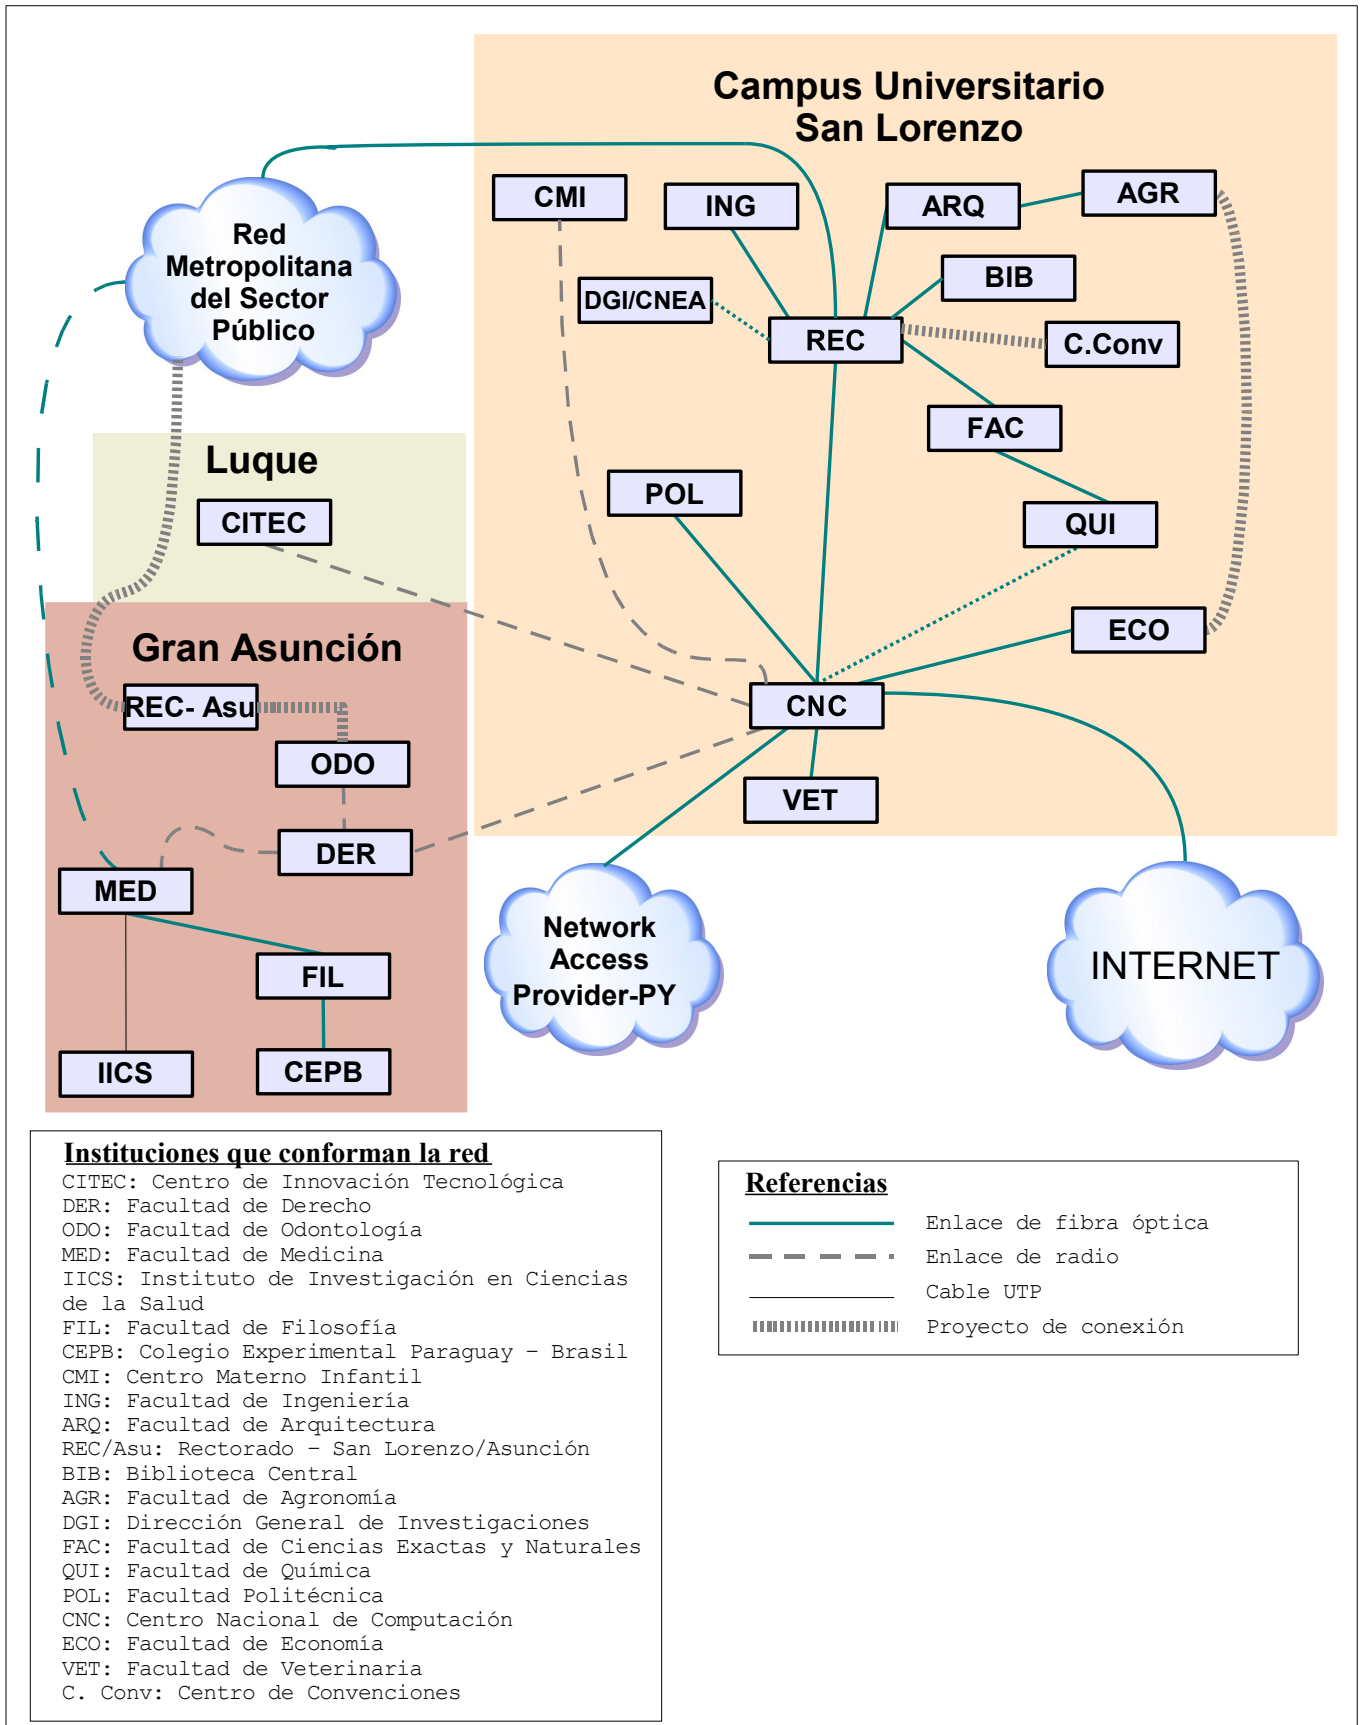 Campus Universitario
San Lorenzo
CMI
ING
ARQ
AGR
Red
Metropolitana
del Sector
Público
DGI/CNEA
BIB
REC
C.Conv
FAC
Luque
POL
CITEC
QUI
ECO
Gran Asunción
REC- Asu
CNC
ODO
VET
DER
MED
Network
Access
Provider-PY
INTERNET
FIL
IICS
CEPB
Instituciones que conforman la red
CITEC: Centro de Innovación Tecnológica
DER: Facultad de Derecho
ODO: Facultad de Odontología
MED: Facultad de Medicina
IICS: Instituto de Investigación en Ciencias
de la Salud
FIL: Facultad de Filosofía
CEPB: Colegio Experimental Paraguay – Brasil
CMI: Centro Materno Infantil
ING: Facultad de Ingeniería
ARQ: Facultad de Arquitectura
REC/Asu: Rectorado – San Lorenzo/Asunción
BIB: Biblioteca Central
AGR: Facultad de Agronomía
DGI: Dirección General de Investigaciones
FAC: Facultad de Ciencias Exactas y Naturales
QUI: Facultad de Química
POL: Facultad Politécnica
CNC: Centro Nacional de Computación
ECO: Facultad de Economía
VET: Facultad de Veterinaria
C. Conv: Centro de Convenciones
Referencias
Enlace de fibra óptica
Enlace de radio
Cable UTP
Proyecto de conexión